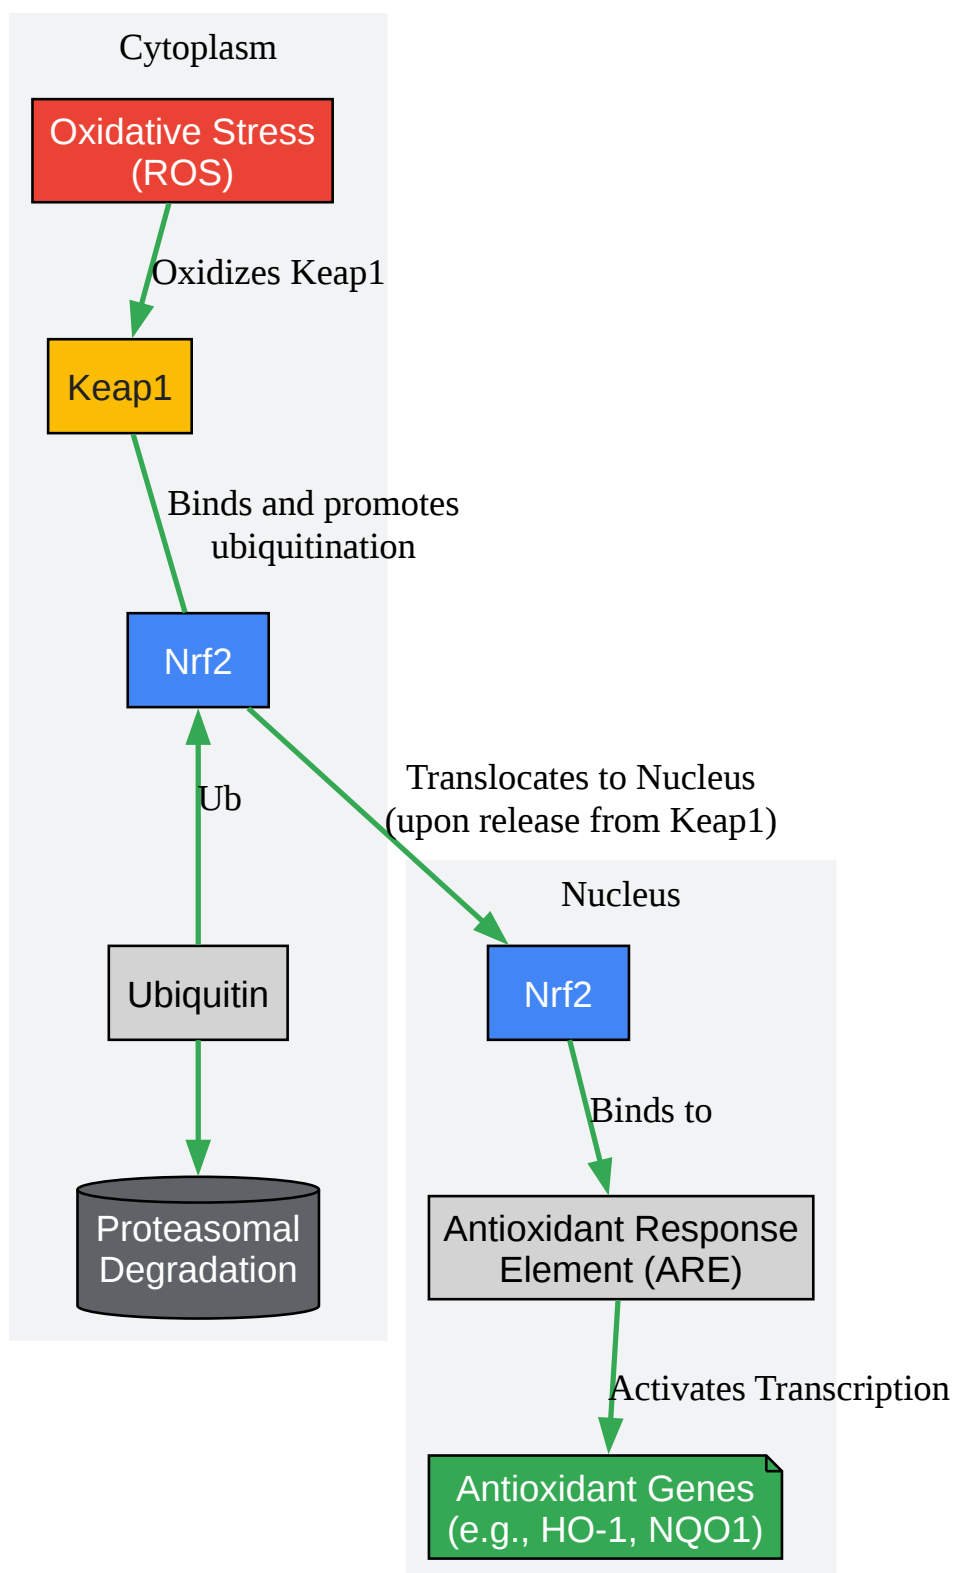 Cytoplasm
Oxidative Stress
(ROS)
Oxidizes Keap1
Keap1
Binds and promotes
ubiquitination
Nrf2
Translocates to Nucleus
(upon release from Keap1)
Ub
Nucleus
Ubiquitin
Nrf2
Binds to
Proteasomal
Degradation
Antioxidant Response
Element (ARE)
Activates Transcription
Antioxidant Genes
(e.g., HO-1, NQO1)